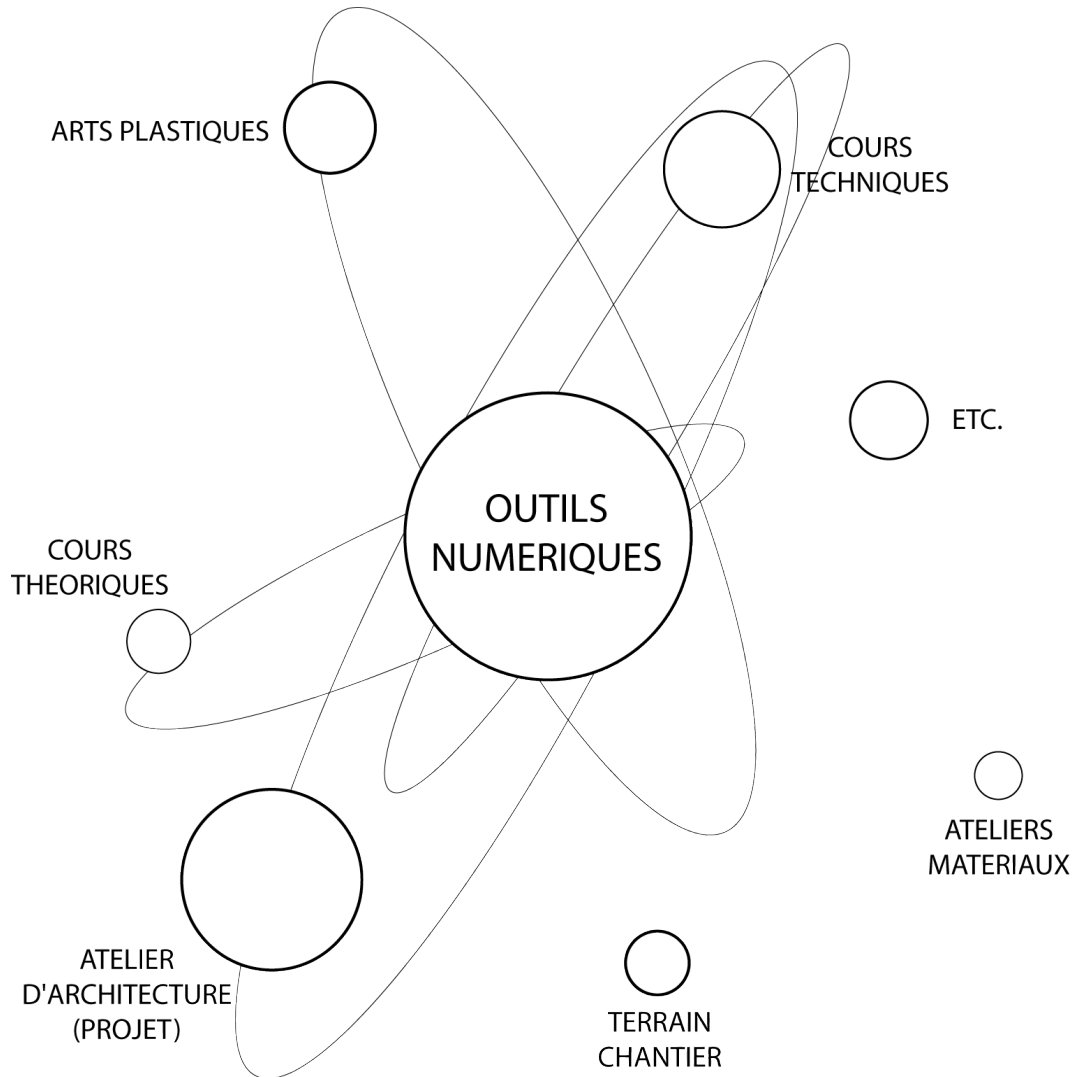 ARTS PLASTIQUES
COURS
TECHNIQUES
ETC.
OUTILS
NUMERIQUES
COURS
THEORIQUES
ATELIERS
MATERIAUX
ATELIER
D'ARCHITECTURE
(PROJET)
TERRAIN
CHANTIER